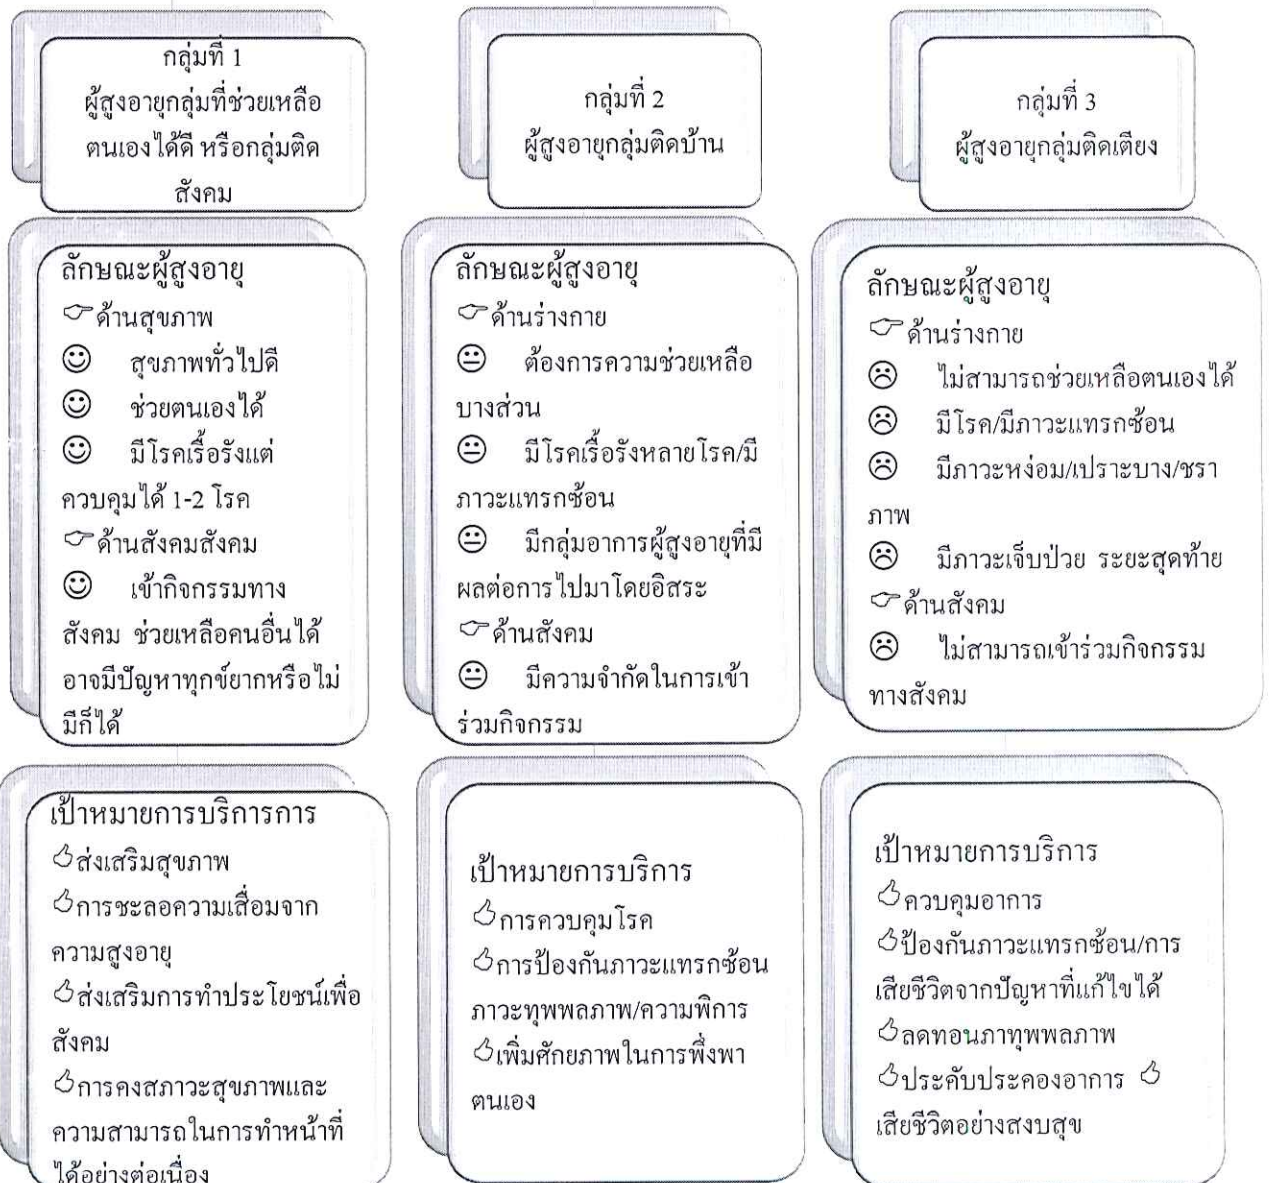 กลุ่มที่ 1
ผู้สูงอายุกลุ่มที่ช่วยเหลือ
ตนเองได้ดี หรือกลุ่มติด
สังคม
กลุ่มที่ 2
ผู้สูงอายุกลุ่มติดบ้าน
กลุ่มที่ 3
ผู้สูงอายุกลุ่มติดเตียง
ลักษณะผู้สูงอายุ
ด้านสุขภาพ
สุขภาพทั่วไปดี
ช่วยตนเองได้
มีโรคเรื้อรังแต่
ควบคุมได้ 1-2 โรค
ด้านสังคมสังคม
เข้ากิจกรรมทาง
สังคม ช่วยเหลือคนอื่นได้
อาจมีปัญหาทุกข์ยากหรือไม่
มีก็ได้
ลักษณะผู้สูงอายุ
ด้านร่างกาย
ต้องการความช่วยเหลือ
บางส่วน
มีโรคเรื้อรังหลายโรค/มี
ภาวะแทรกซ้อน
มีกลุ่มอาการผู้สูงอายุที่มี
ผลต่อการไปมาโดยอิสระ
ด้านสังคม
มีความจำกัดในการเข้า
ร่วมกิจกรรม
ลักษณะผู้สูงอายุ
ด้านร่างกาย
ไม่สามารถช่วยเหลือตนเองได้
มีโรค/มีภาวะแทรกซ้อน
มีภาวะหง่อม/เปราะบาง/ชรา
ภาพ
มีภาวะเจ็บป่วย ระยะสุดท้าย
ด้านสังคม
ไม่สามารถเข้าร่วมกิจกรรม
ทางสังคม
เป้าหมายการบริการการ
ส่งเสริมสุขภาพ
การชะลอความเสื่อมจาก
ความสูงอายุ
ส่งเสริมการทำประโยชน์เพื่อ
สังคม
การคงสภาวะสุขภาพและ
ความสามารถในการทำหน้าที่
ได้อย่างต่อเนื่อง
เป้าหมายการบริการ
การควบคุมโรค
การป้องกันภาวะแทรกซ้อน
ภาวะทุพพลภาพ/ความพิการ
เพิ่มศักยภาพในการพึ่งพา
ตนเอง
เป้าหมายการบริการ
ควบคุมอาการ
ป้องกันภาวะแทรกซ้อน/การ
เสียชีวิตจากปัญหาที่แก้ไขได้
ลดทอนภาทุพพลภาพ
ประคับประคองอาการ
เสียชีวิตอย่างสงบสุข